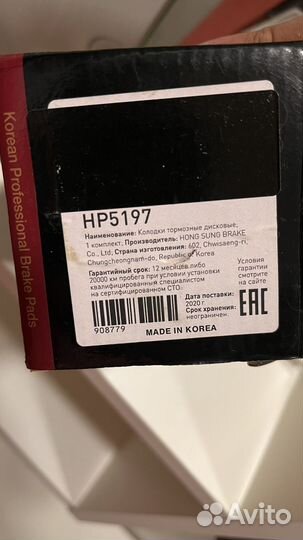 Korean Professional Brake Pads
HP5197
Наименование: Колодки тормозные дисковые,
1 комплект. Производитель: HONG SUNG BRAKE
Co., Ltd. Страна изготовления: 602, Chwisaeng-ri,
Chungcheongnam-do, Republic of Korea
Гарантийный срок: 12 месяцев либо
20000 км пробега при условии установки
квалифицированным специалистом
на сертифицированном СТО.
Условия
гарантии
смотрите
на сайте
908779
Дата поставки:
2020 г.
Срок хранения:
неограничен.
EAC
MADE IN KOREA
Avito